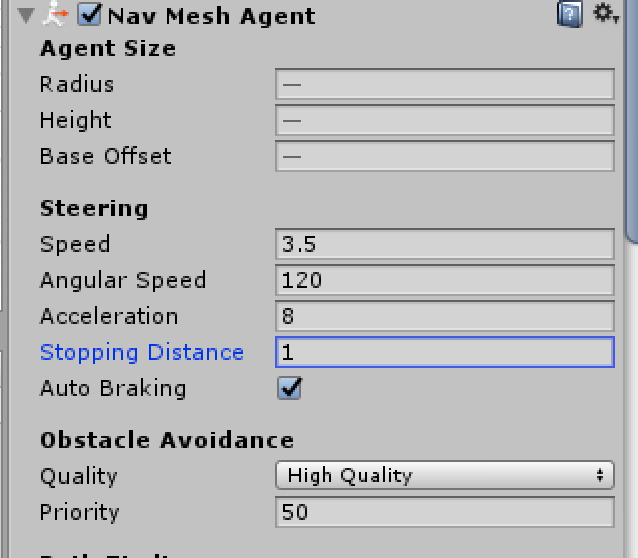 Nav Mesh Agent
Agent Size
Radius —
Height —
Base Offset —
Steering
Speed 3.5
Angular Speed 120
Acceleration 8
Stopping Distance 1
Auto Braking
Obstacle Avoidance
Quality High Quality
Priority 50